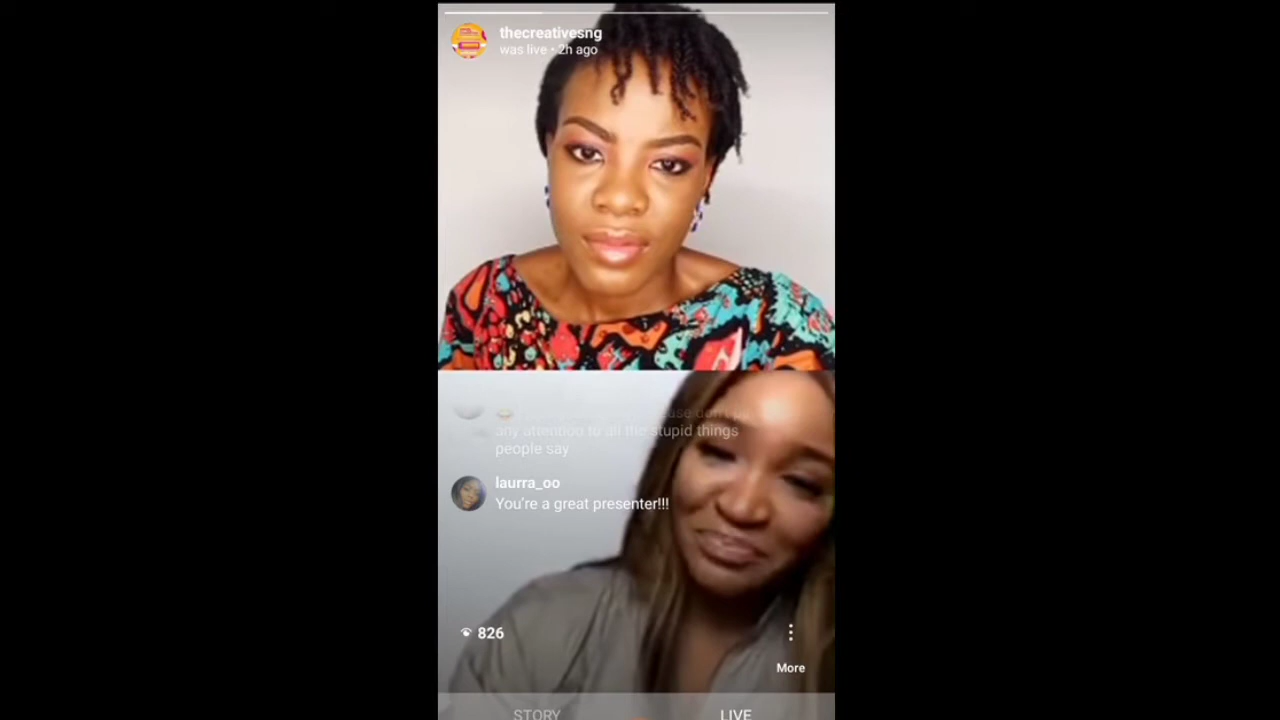 thecreativesng
was live • 2h ago
any attention to all the stupid things
people say
laurra_oo
You're a great presenter!!!
826
More
STORY
LIVE